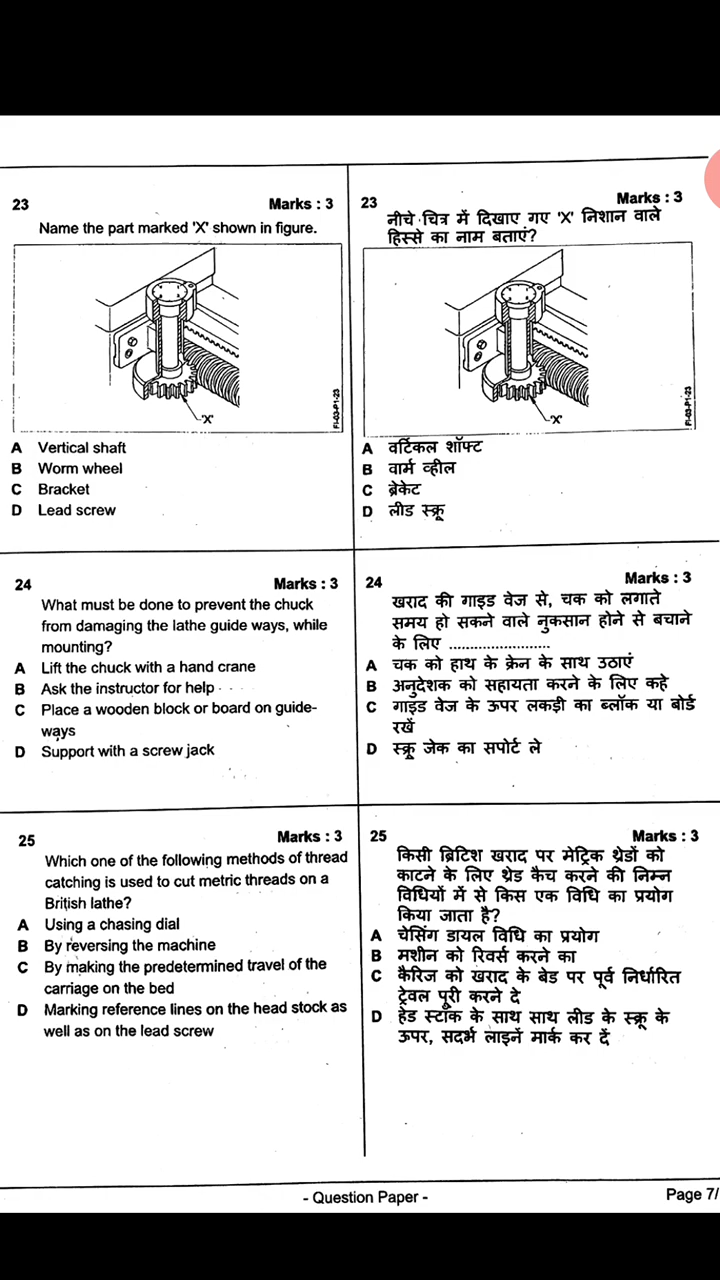 23 Marks : 3
Name the part marked 'X' shown in figure.
'X'
FI-03-P1-23
A Vertical shaft
B Worm wheel
C Bracket
D Lead screw
23 Marks : 3
नीचे चित्र में दिखाए गए 'X' निशान वाले
हिस्से का नाम बताएं?
'X'
FI-03-P1-23
A वर्टिकल शॉफ्ट
B वार्म व्हील
C ब्रेकेट
D लीड स्क्रू
24 Marks : 3
What must be done to prevent the chuck
from damaging the lathe guide ways, while
mounting?
A Lift the chuck with a hand crane
B Ask the instructor for help
C Place a wooden block or board on guide-
ways
D Support with a screw jack
24 Marks : 3
खराद की गाइड वेज से, चक को लगाते
समय हो सकने वाले नुकसान होने से बचाने
के लिए .........................
A चक को हाथ के क्रेन के साथ उठाएं
B अनुदेशक को सहायता करने के लिए कहे
C गाइड वेज के ऊपर लकड़ी का ब्लॉक या बोर्ड
रखें
D स्क्रू जेक का सपोर्ट ले
25 Marks : 3
Which one of the following methods of thread
catching is used to cut metric threads on a
British lathe?
A Using a chasing dial
B By reversing the machine
C By making the predetermined travel of the
carriage on the bed
D Marking reference lines on the head stock as
well as on the lead screw
25 Marks : 3
किसी ब्रिटिश खराद पर मेट्रिक थ्रेडों को
काटने के लिए थ्रेड कैच करने की निम्न
विधियों में से किस एक विधि का प्रयोग
किया जाता है?
A चेसिंग डायल विधि का प्रयोग
B मशीन को रिवर्स करने का
C कैरिज को खराद के बेड पर पूर्व निर्धारित
ट्रेवल पूरी करने दे
D हेड स्टॉक के साथ साथ लीड के स्क्रू के
ऊपर, सदर्भ लाइनें मार्क कर दें
- Question Paper -
Page 7/